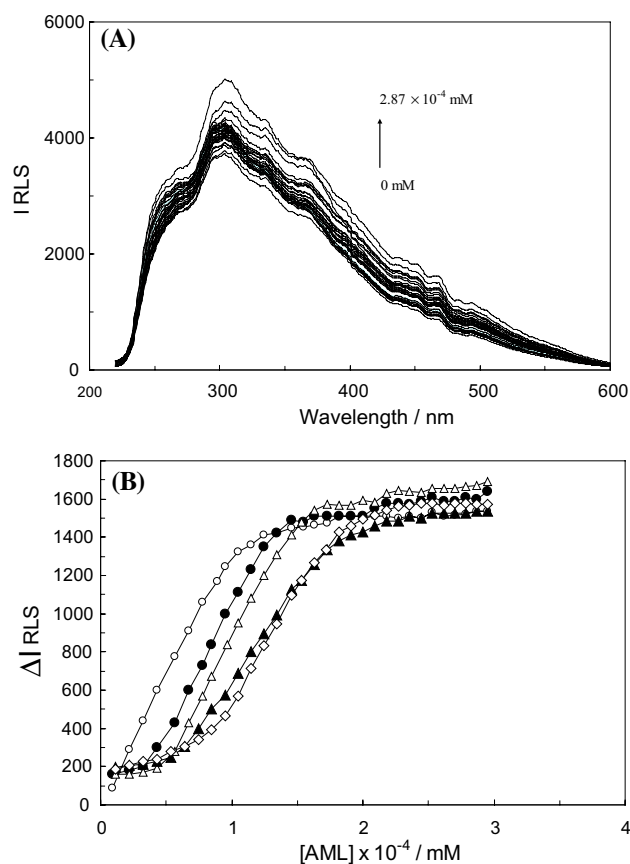 (A)
6000
4000
2000
0
I RLS
2.87 × 10⁻⁴ mM
0 mM
200 300 400 500 600
Wavelength / nm
(B)
1800
1600
1400
1200
1000
800
600
400
200
0
ΔI RLS
0 1 2 3 4
[AML] x 10⁻⁴ / mM